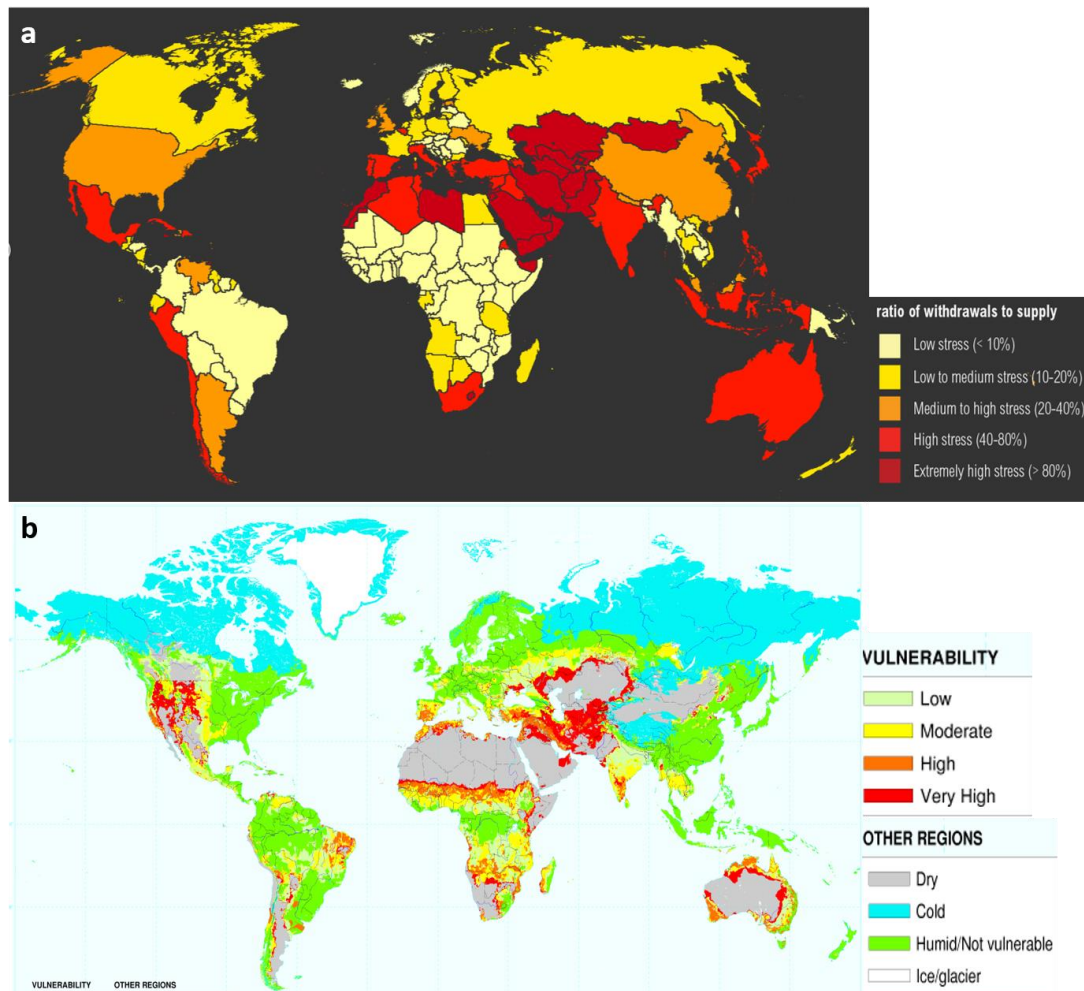 a
ratio of withdrawals to supply
Low stress (< 10%)
Low to medium stress (10-20%)
Medium to high stress (20-40%)
High stress (40-80%)
Extremely high stress (> 80%)
b
VULNERABILITY
Low
Moderate
High
Very High
OTHER REGIONS
Dry
Cold
Humid/Not vulnerable
Ice/glacier
VULNERABILITY OTHER REGIONS